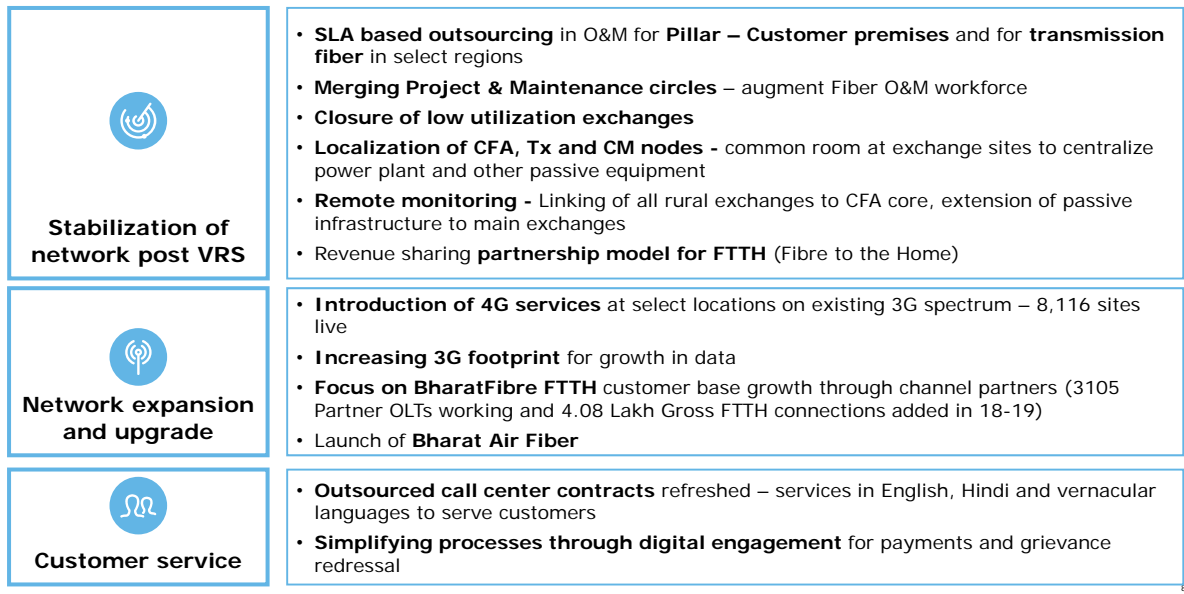 Stabilization of
network post VRS
• SLA based outsourcing in O&M for Pillar – Customer premises and for transmission
fiber in select regions
• Merging Project & Maintenance circles – augment Fiber O&M workforce
• Closure of low utilization exchanges
• Localization of CFA, Tx and CM nodes - common room at exchange sites to centralize
power plant and other passive equipment
• Remote monitoring - Linking of all rural exchanges to CFA core, extension of passive
infrastructure to main exchanges
• Revenue sharing partnership model for FTTH (Fibre to the Home)
Network expansion
and upgrade
• Introduction of 4G services at select locations on existing 3G spectrum – 8,116 sites
live
• Increasing 3G footprint for growth in data
• Focus on BharatFibre FTTH customer base growth through channel partners (3105
Partner OLTs working and 4.08 Lakh Gross FTTH connections added in 18-19)
• Launch of Bharat Air Fiber
Customer service
• Outsourced call center contracts refreshed – services in English, Hindi and vernacular
languages to serve customers
• Simplifying processes through digital engagement for payments and grievance
redressal